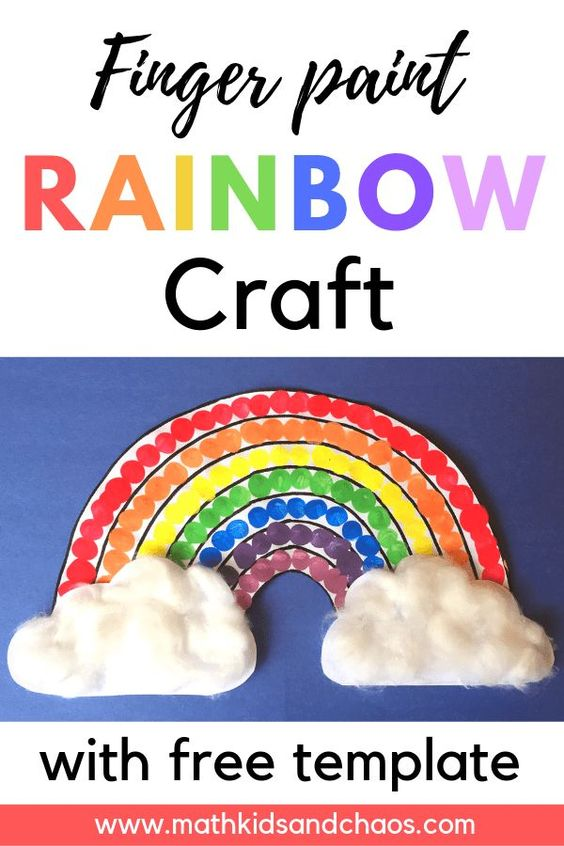 Finger paint
RAINBOW
Craft
with free template
www.mathkidsandchaos.com